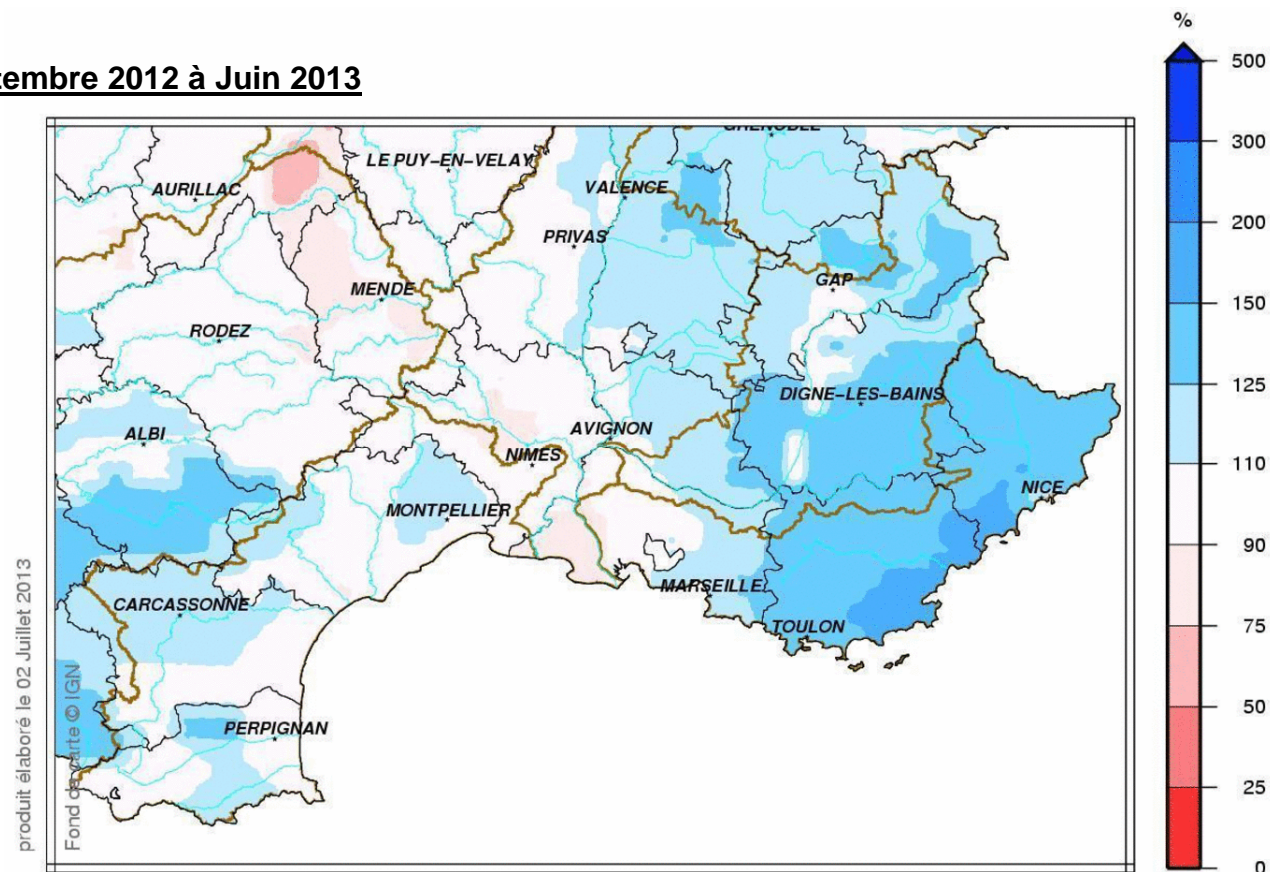 %
tembre 2012 à Juin 2013
500
300
200
150
125
110
90
75
50
25
0
GRENOBLE
LE PUY-EN-VELAY
AURILLAC
VALENCE
PRIVAS
GAP
MENDE
RODEZ
DIGNE-LES-BAINS
ALBI
AVIGNON
NIMES
NICE
MONTPELLIER
MARSEILLE
CARCASSONNE
TOULON
PERPIGNAN
produit élaboré le 02 Juillet 2013
Fond de carte © IGN